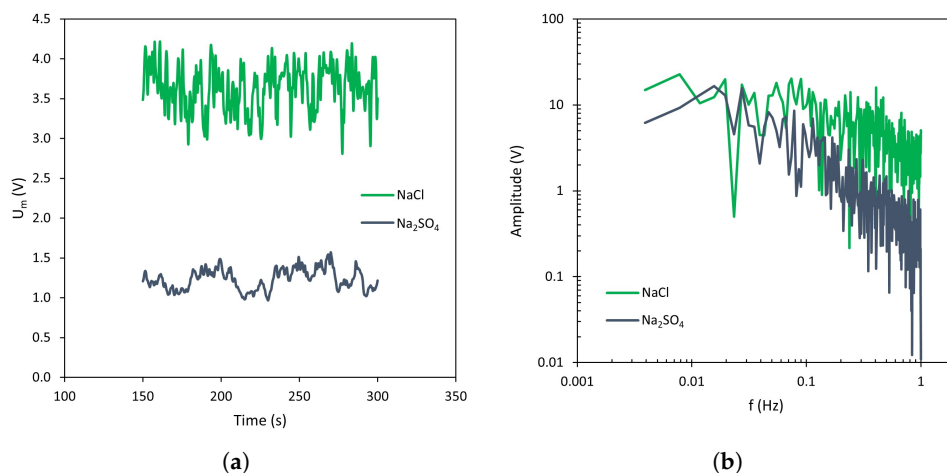 4.5
4.0
3.5
3.0
2.5
2.0
1.5
1.0
0.5
0.0
U_m (V)
NaCl
Na₂SO₄
100 150 200 250 300 350
Time (s)
(a)
100
10
1
0.1
0.01
Amplitude (V)
NaCl
Na₂SO₄
0.001 0.01 0.1 1
f (Hz)
(b)